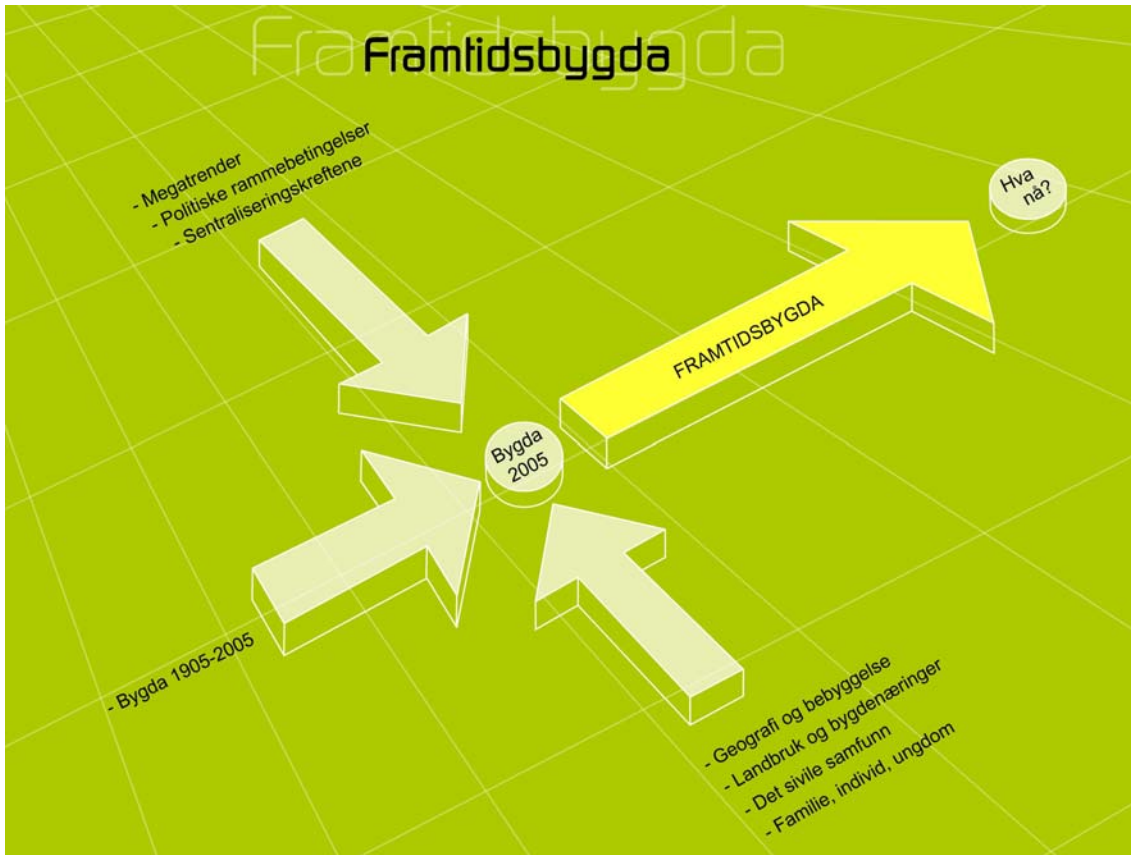 Framtidsbygda
Framtidsbygda
- Megatrender
- Politiske rammebetingelser
- Sentraliseringskreftene
Hva
nå?
FRAMTIDSBYGDA
Bygda
2005
- Bygda 1905-2005
- Geografi og bebyggelse
- Landbruk og bygdenæringer
- Det sivile samfunn
- Familie, individ, ungdom